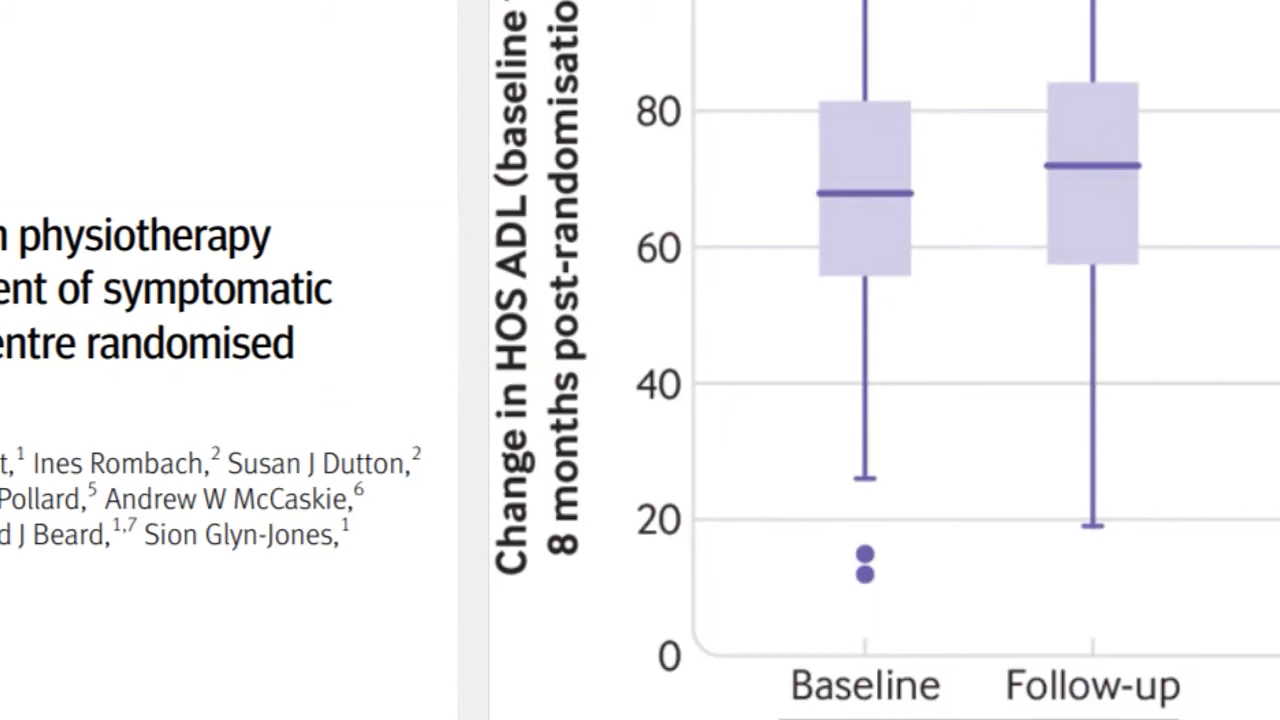 physiotherapy
ent of symptomatic
entre randomised
t,¹ Ines Rombach,² Susan J Dutton,²
Pollard,⁵ Andrew W McCaskie,⁶
d J Beard,¹,⁷ Sion Glyn-Jones,¹
Change in HOS ADL (baseline
8 months post-randomisatio
80
60
40
20
0
Baseline Follow-up